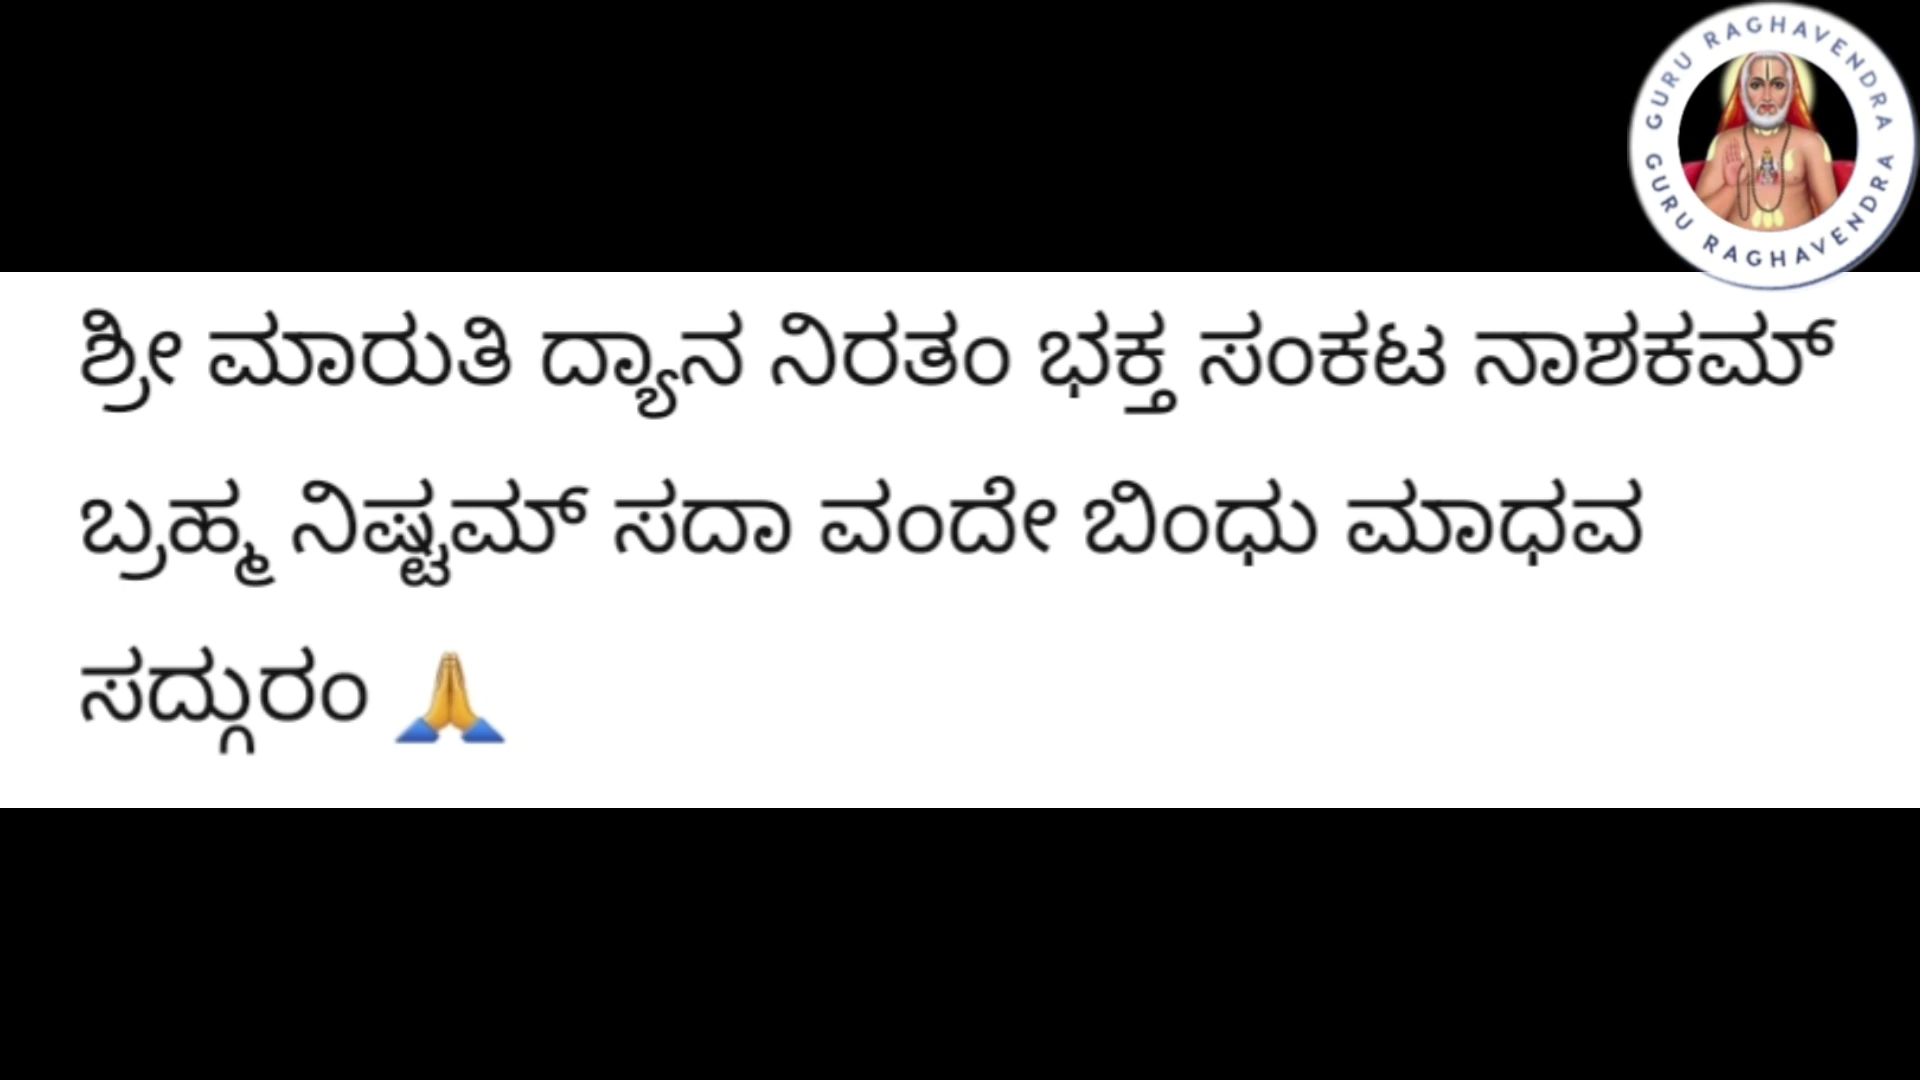 GURU RAGHAVENDRA
GURU RAGHAVENDRA
ಶ್ರೀ ಮಾರುತಿ ದ್ಯಾನ ನಿರತಂ ಭಕ್ತ ಸಂಕಟ ನಾಶಕಮ್
ಬ್ರಹ್ಮ ನಿಷ್ಟಮ್ ಸದಾ ವಂದೇ ಬಿಂಧು ಮಾಧವ
ಸದ್ಗುರಂ 🙏